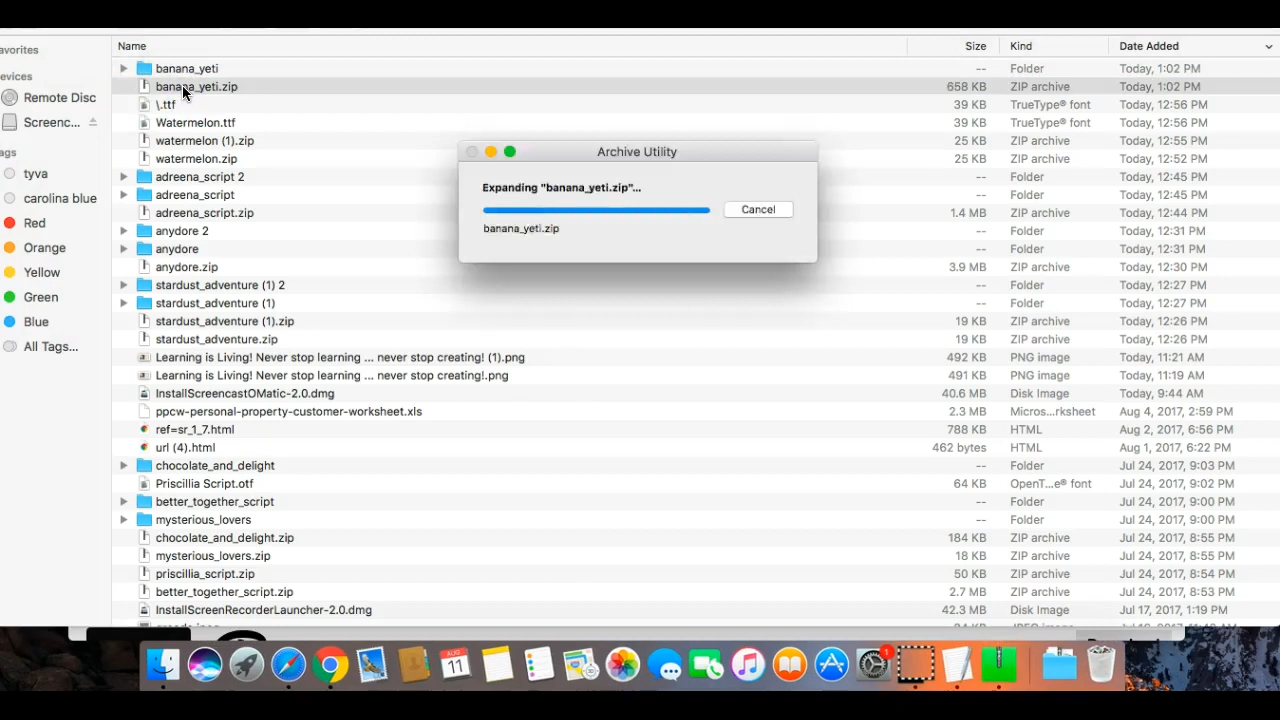 Name Size Kind Date Added
avorites
banana_yeti -- Folder Today, 1:02 PM
evices
banana_yeti.zip 658 KB ZIP archive Today, 1:02 PM
Remote Disc
\.ttf 39 KB TrueType® font Today, 12:56 PM
Screenc...
Watermelon.ttf 39 KB TrueType® font Today, 12:56 PM
watermelon (1).zip 25 KB ZIP archive Today, 12:55 PM
ags
watermelon.zip 25 KB ZIP archive Today, 12:52 PM
tyva
adreena_script 2 -- Folder Today, 12:45 PM
carolina blue
adreena_script -- Folder Today, 12:45 PM
Red
adreena_script.zip 1.4 MB ZIP archive Today, 12:44 PM
anydore 2 -- Folder Today, 12:31 PM
Orange
anydore -- Folder Today, 12:31 PM
Yellow
anydore.zip 3.9 MB ZIP archive Today, 12:30 PM
stardust_adventure (1) 2 -- Folder Today, 12:27 PM
Green
stardust_adventure (1) -- Folder Today, 12:27 PM
Blue
stardust_adventure (1).zip 19 KB ZIP archive Today, 12:26 PM
stardust_adventure.zip 19 KB ZIP archive Today, 12:26 PM
All Tags...
Learning is Living! Never stop learning ... never stop creating! (1).png 492 KB PNG image Today, 11:21 AM
Learning is Living! Never stop learning ... never stop creating!.png 491 KB PNG image Today, 11:19 AM
InstallScreencastOMatic-2.0.dmg 40.6 MB Disk Image Today, 9:44 AM
ppcw-personal-property-customer-worksheet.xls 2.3 MB Micros...rksheet Aug 4, 2017, 2:59 PM
ref=sr_1_7.html 788 KB HTML Aug 2, 2017, 6:56 PM
url (4).html 462 bytes HTML Aug 1, 2017, 6:22 PM
chocolate_and_delight -- Folder Jul 24, 2017, 9:03 PM
Priscillia Script.otf 64 KB OpenT...e® font Jul 24, 2017, 9:02 PM
better_together_script -- Folder Jul 24, 2017, 9:00 PM
mysterious_lovers -- Folder Jul 24, 2017, 9:00 PM
chocolate_and_delight.zip 184 KB ZIP archive Jul 24, 2017, 8:55 PM
mysterious_lovers.zip 18 KB ZIP archive Jul 24, 2017, 8:55 PM
priscillia_script.zip 50 KB ZIP archive Jul 24, 2017, 8:54 PM
better_together_script.zip 2.7 MB ZIP archive Jul 24, 2017, 8:53 PM
InstallScreenRecorderLauncher-2.0.dmg 42.3 MB Disk Image Jul 17, 2017, 1:19 PM
Archive Utility
Expanding "banana_yeti.zip"...
Cancel
banana_yeti.zip
AUG
11
1